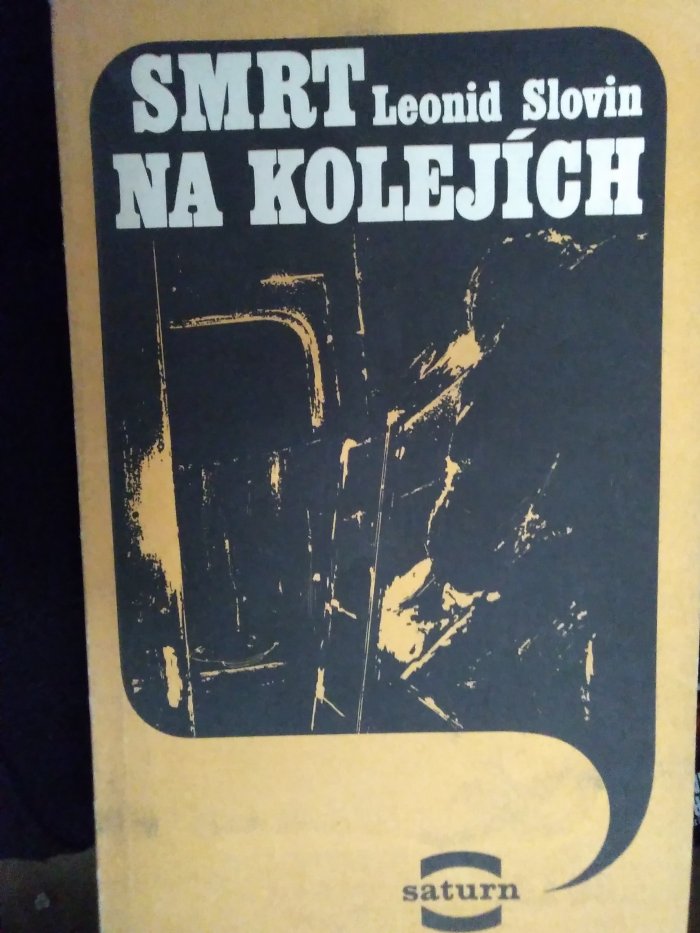 SMRT Leonid Slovin
NA KOLEJÍCH
saturn